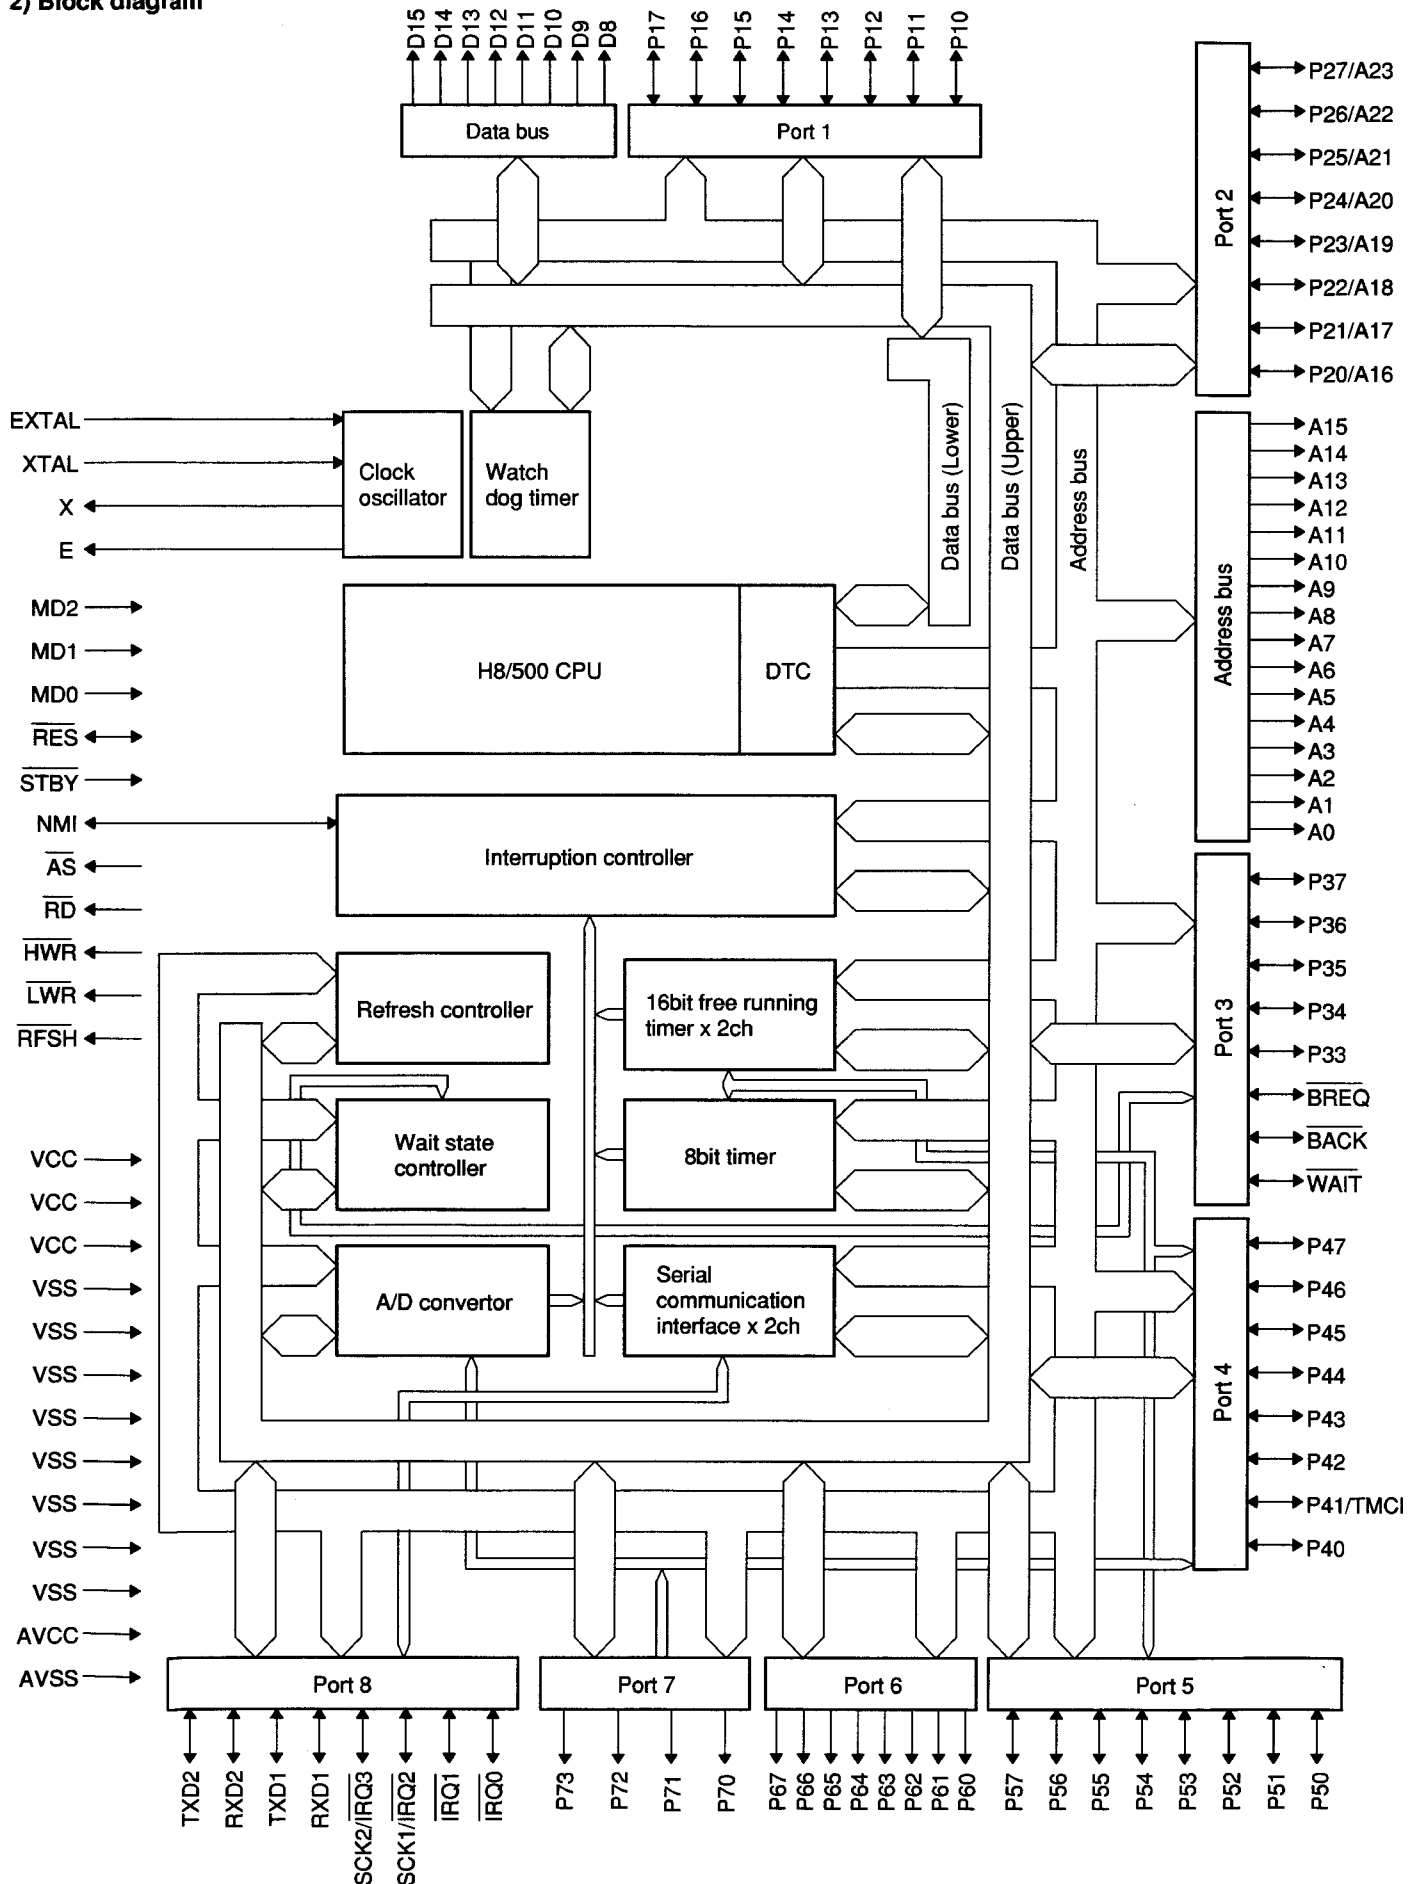 2) Block diagram
D15
D14
D13
D12
D11
D10
D9
D8
P17
P16
P15
P14
P13
P12
P11
P10
Data bus
Port 1
Port 2
P27/A23
P26/A22
P25/A21
P24/A20
P23/A19
P22/A18
P21/A17
P20/A16
EXTAL
XTAL
X
E
Clock
oscillator
Watch
dog timer
Data bus (Lower)
Data bus (Upper)
Address bus
Address bus
A15
A14
A13
A12
A11
A10
A9
A8
A7
A6
A5
A4
A3
A2
A1
A0
MD2
MD1
MD0
RES
STBY
NMI
AS
RD
HWR
LWR
RFSH
H8/500 CPU
DTC
Interruption controller
Refresh controller
16bit free running
timer x 2ch
Wait state
controller
8bit timer
A/D convertor
Serial
communication
interface x 2ch
Port 3
P37
P36
P35
P34
P33
BREQ
BACK
WAIT
VCC
VCC
VCC
VSS
VSS
VSS
VSS
VSS
VSS
VSS
VSS
AVCC
AVSS
Port 4
P47
P46
P45
P44
P43
P42
P41/TMCI
P40
Port 8
Port 7
Port 6
Port 5
TXD2
RXD2
TXD1
RXD1
SCK2/IRQ3
SCK1/IRQ2
IRQ1
IRQ0
P73
P72
P71
P70
P67
P66
P65
P64
P63
P62
P61
P60
P57
P56
P55
P54
P53
P52
P51
P50